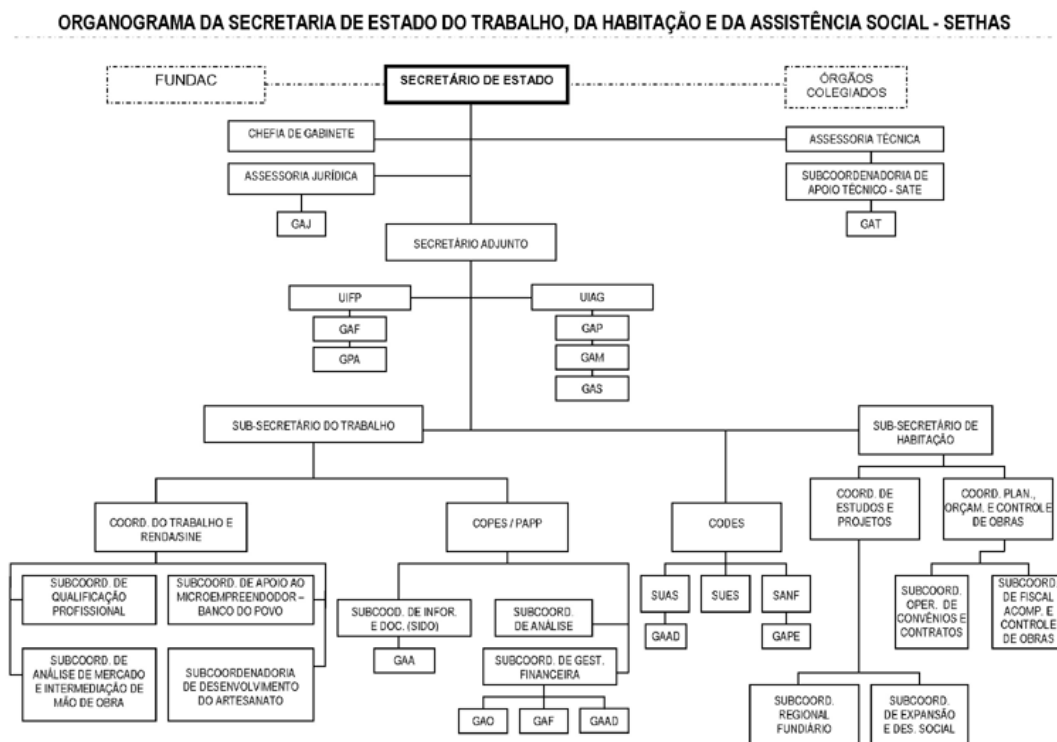 ORGANOGRAMA DA SECRETARIA DE ESTADO DO TRABALHO, DA HABITAÇÃO E DA ASSISTÊNCIA SOCIAL - SETHAS
FUNDAC
SECRETÁRIO DE ESTADO
ÓRGÃOS
COLEGIADOS
CHEFIA DE GABINETE
ASSESSORIA TÉCNICA
ASSESSORIA JURÍDICA
SUBCOORDENADORIA DE
APOIO TÉCNICO - SATE
GAJ
GAT
SECRETÁRIO ADJUNTO
UIFP
UIAG
GAF
GAP
GPA
GAM
GAS
SUB-SECRETÁRIO DO TRABALHO
SUB-SECRETÁRIO DE
HABITAÇÃO
COORD. DO TRABALHO E
RENDA/SINE
COPES / PAPP
CODES
COORD. DE
ESTUDOS E
PROJETOS
COORD. PLAN.,
ORÇAM. E CONTROLE
DE OBRAS
SUBCOORD. DE
QUALIFICAÇÃO
PROFISSIONAL
SUBCOORD. DE APOIO AO
MICROEMPREENDODOR –
BANCO DO POVO
SUBCOCD. DE INFOR.
E DOC. (SIDO)
SUBCOORD.
DE ANÁLISE
SUAS
SUES
SANF
SUBCOORD.
OPER. DE
CONVÊNIOS E
CONTRATOS
SUBCOORD.
DE FISCAL
ACOMP. E
CONTROLE
DE OBRAS
GAAD
GAPE
GAA
SUBCOORD. DE
ANÁLISE DE MERCADO
E INTERMEDIAÇÃO DE
MÃO DE OBRA
SUBCOORDENADORIA
DE DESENVOLVIMENTO
DO ARTESANATO
SUBCOORD. DE GEST.
FINANCEIRA
GAO
GAF
GAAD
SUBCOORD.
REGIONAL
FUNDIÁRIO
SUBCOORD.
DE EXPANSÃO
E DES. SOCIAL